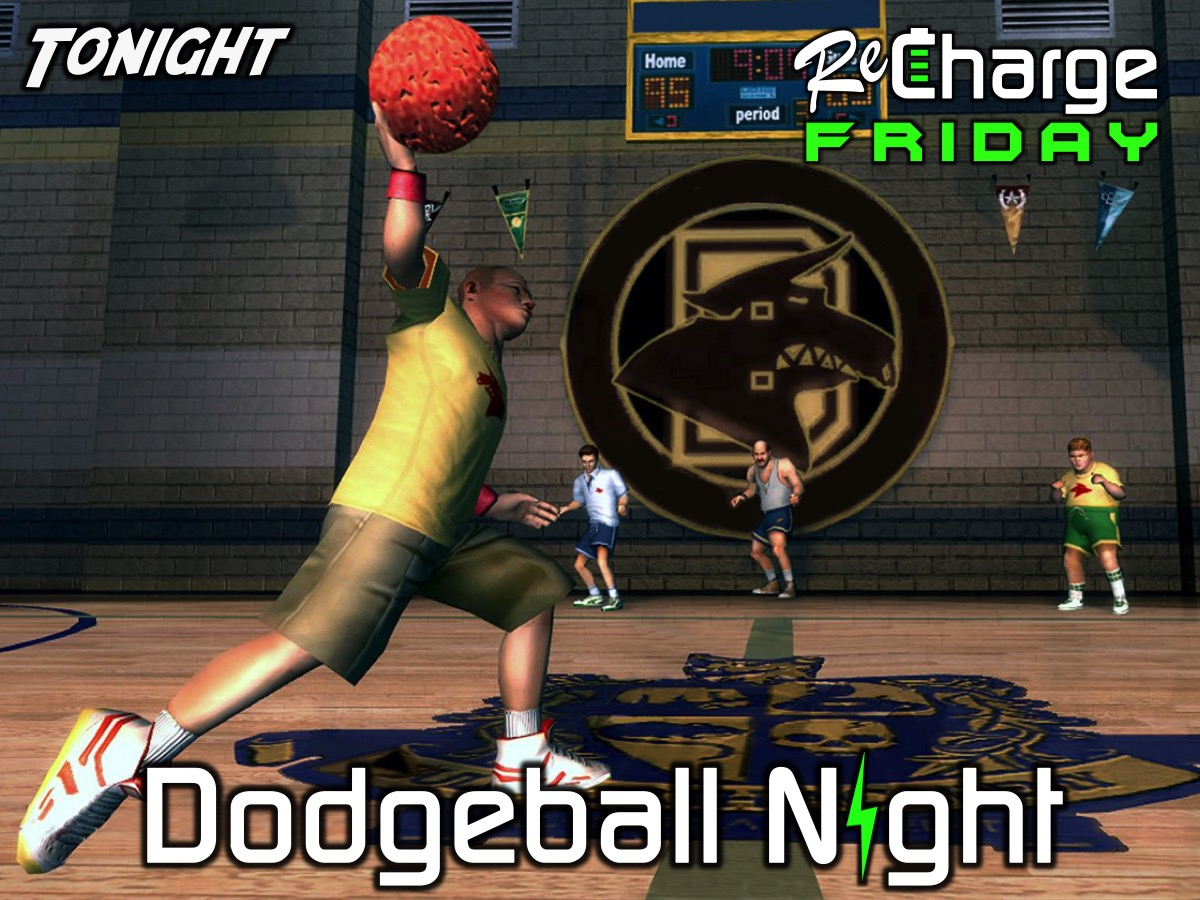 TONIGHT
ReCharge
FRIDAY
Home
95
period
Dodgeball Night